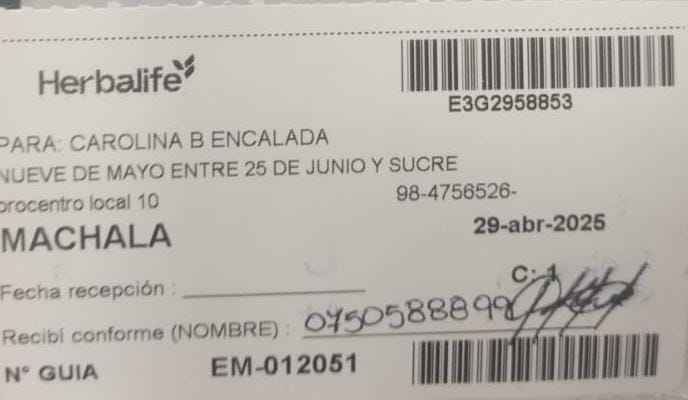 Herbalife
E3G2958853
PARA: CAROLINA B ENCALADA
NUEVE DE MAYO ENTRE 25 DE JUNIO Y SUCRE
procentro local 10 98-4756526-
MACHALA 29-abr-2025
C: 1
Fecha recepción :
Recibí conforme (NOMBRE) : 0750588899
N° GUIA EM-012051